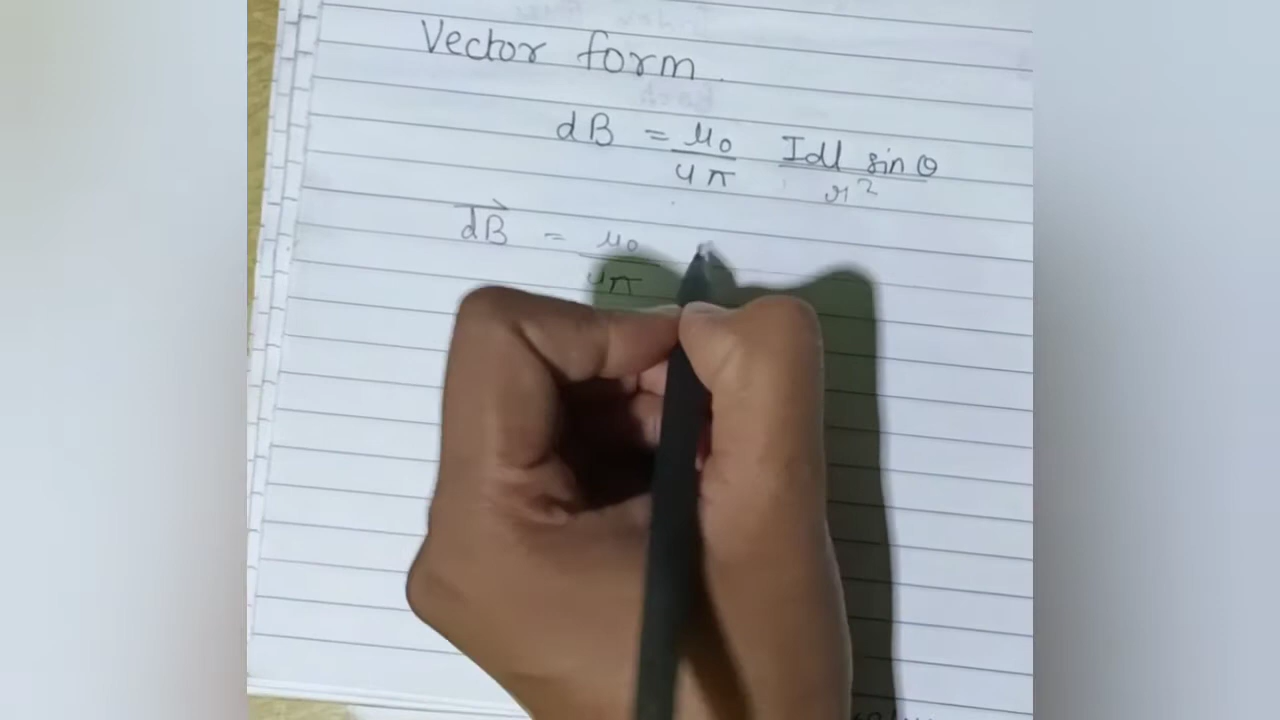 Vector form.
dB = μ₀/4π Idl sin θ/r²
→dB = μ₀/4π